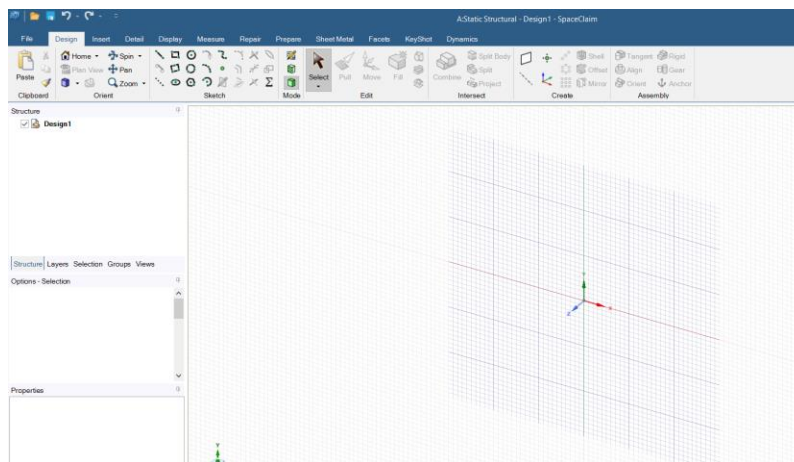 A:Static Structural - Design1 - SpaceClaim
File Design Insert Detail Display Measure Repair Prepare Sheet Metal Facets KeyShot Dynamics
Home Spin Split Body Shell Tangent Rigid
Paste Plan View Pan Select Pull Move Fill Combine Split Offset Align Gear
Zoom Project Mirror Orient Anchor
Clipboard Orient Sketch Mode Edit Intersect Create Assembly
Structure
Design1
Structure Layers Selection Groups Views
Options - Selection
Properties
Y
X
Z
Y